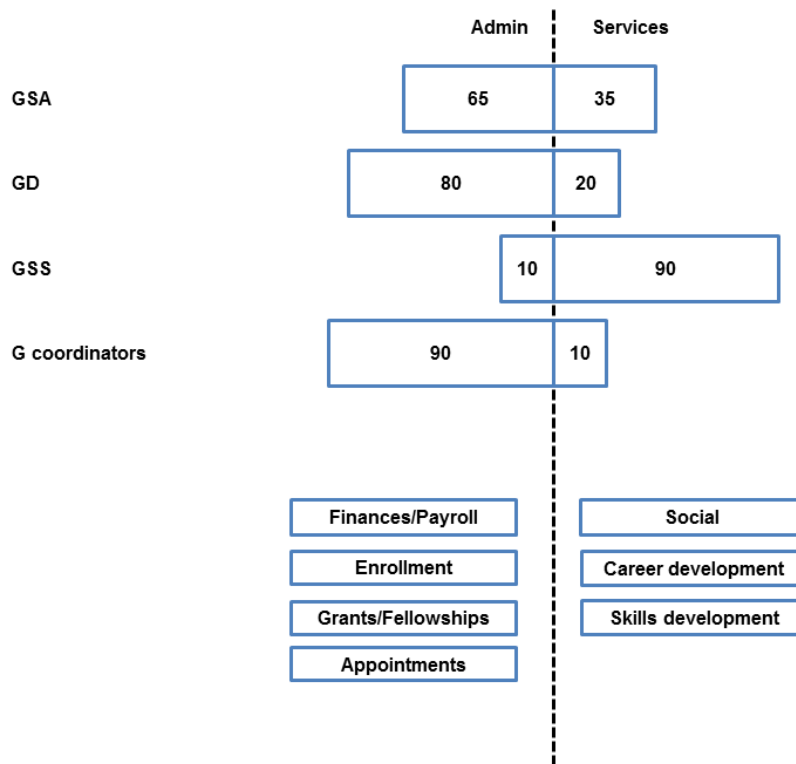 Admin Services
GSA 65 35
GD 80 20
GSS 10 90
G coordinators 90 10
Finances/Payroll Social
Enrollment Career development
Grants/Fellowships Skills development
Appointments